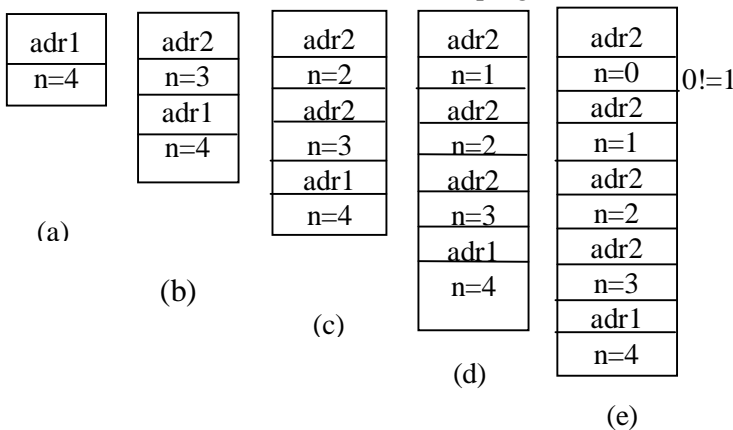 adr1
n=4
(a)
adr2
n=3
adr1
n=4
(b)
adr2
n=2
adr2
n=3
adr1
n=4
(c)
adr2
n=1
adr2
n=2
adr2
n=3
adr1
n=4
(d)
adr2
n=0
adr2
n=1
adr2
n=2
adr2
n=3
adr1
n=4
(e)
0!=1